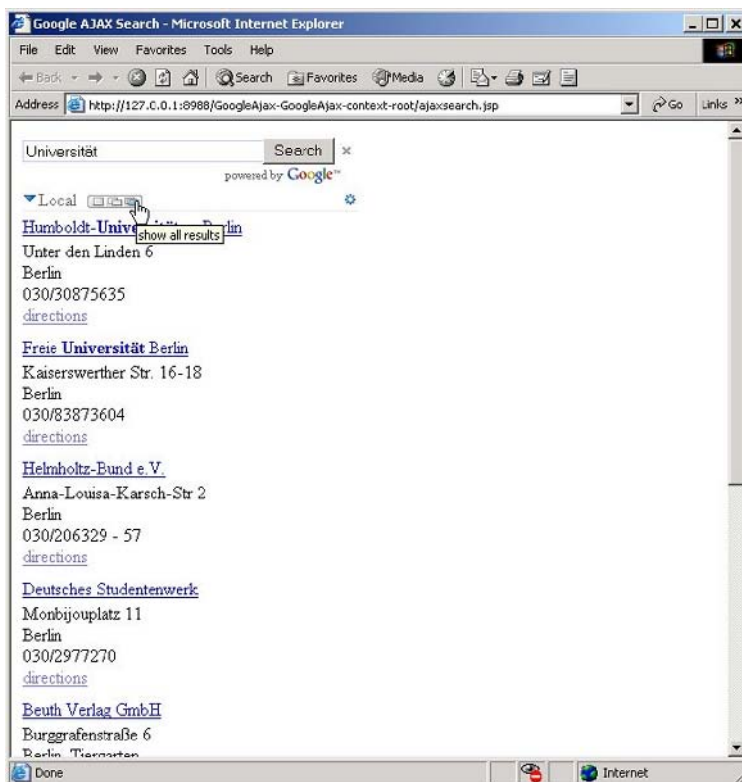 Google AJAX Search - Microsoft Internet Explorer
File Edit View Favorites Tools Help
Back Search Favorites Media
Address http://127.0.0.1:8988/GoogleAjax-GoogleAjax-context-root/ajaxsearch.jsp Go Links »
Universität Search ×
powered by Google™
Local
Humboldt- Berlin
show all results
Unter den Linden 6
Berlin
030/30875635
directions
Freie Universität Berlin
Kaiserswerther Str. 16-18
Berlin
030/83873604
directions
Helmholtz-Bund e.V.
Anna-Louisa-Karsch-Str 2
Berlin
030/206329 - 57
directions
Deutsches Studentenwerk
Monbijouplatz 11
Berlin
030/2977270
directions
Beuth Verlag GmbH
Burggrafenstraße 6
Berlin, Tiergarten
Done Internet